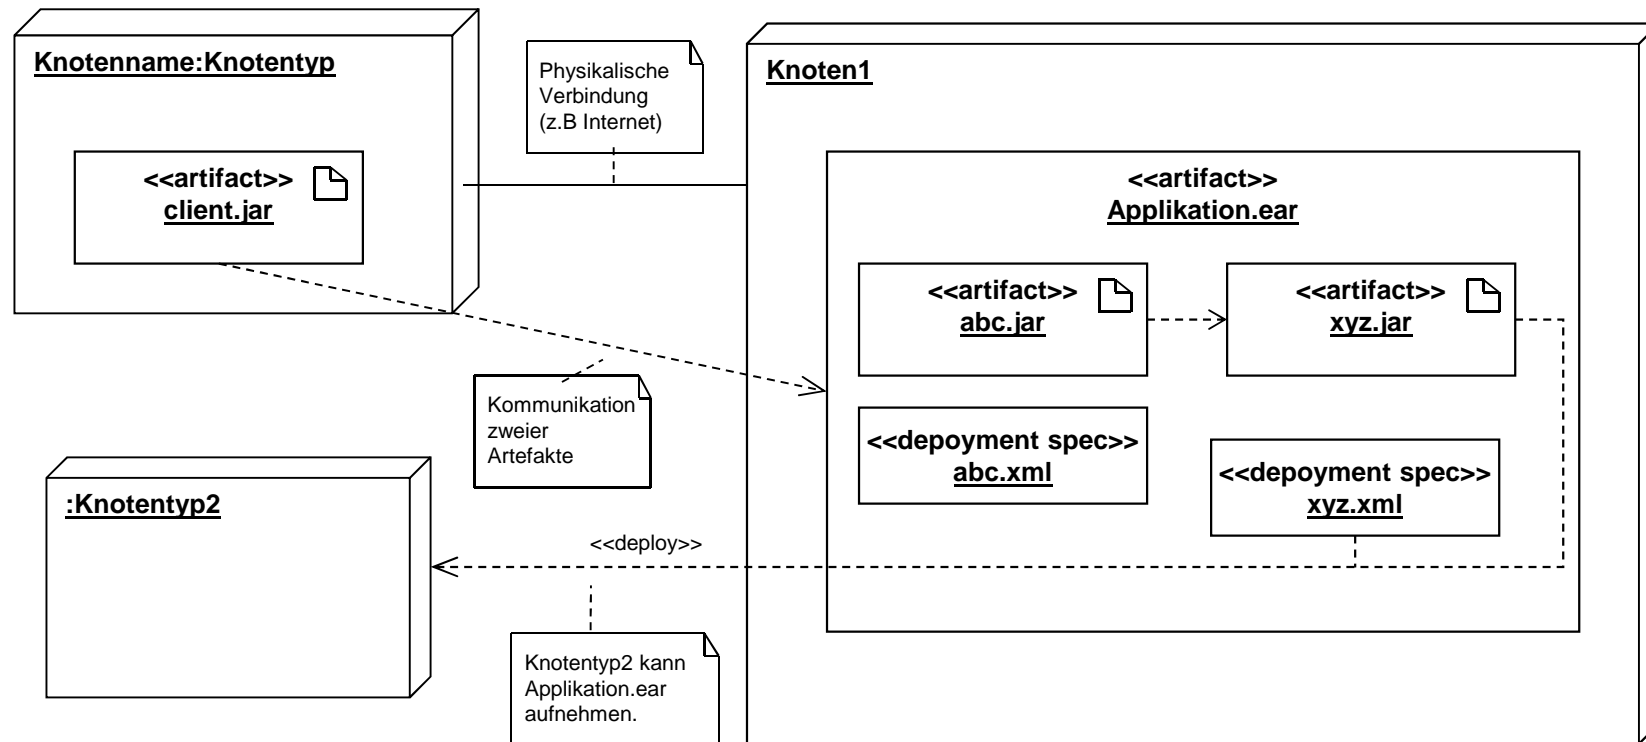 Knotenname:Knotentyp
<<artifact>>
client.jar
Physikalische
Verbindung
(z.B Internet)
Knoten1
<<artifact>>
Applikation.ear
<<artifact>>
abc.jar
<<artifact>>
xyz.jar
Kommunikation
zweier
Artefakte
<<depoyment spec>>
abc.xml
<<depoyment spec>>
xyz.xml
:Knotentyp2
<<deploy>>
Knotentyp2 kann
Applikation.ear
aufnehmen.